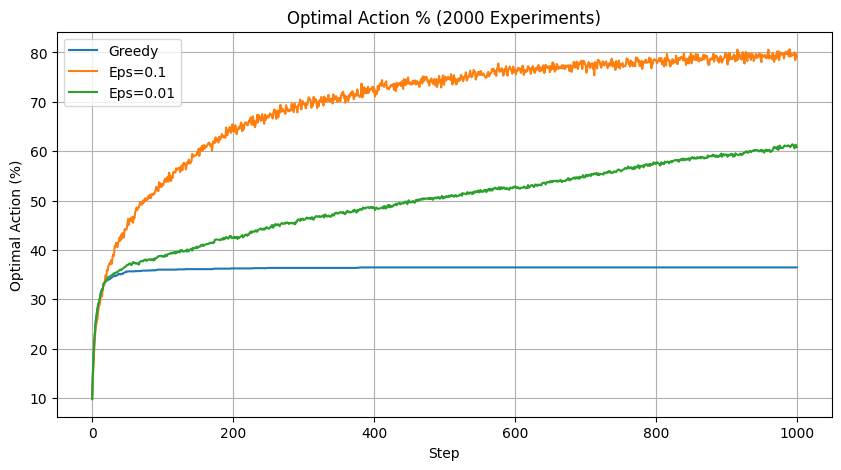 Optimal Action % (2000 Experiments)
Greedy
Eps=0.1
Eps=0.01
Optimal Action (%)
80
70
60
50
40
30
20
10
0
200
400
600
800
1000
Step